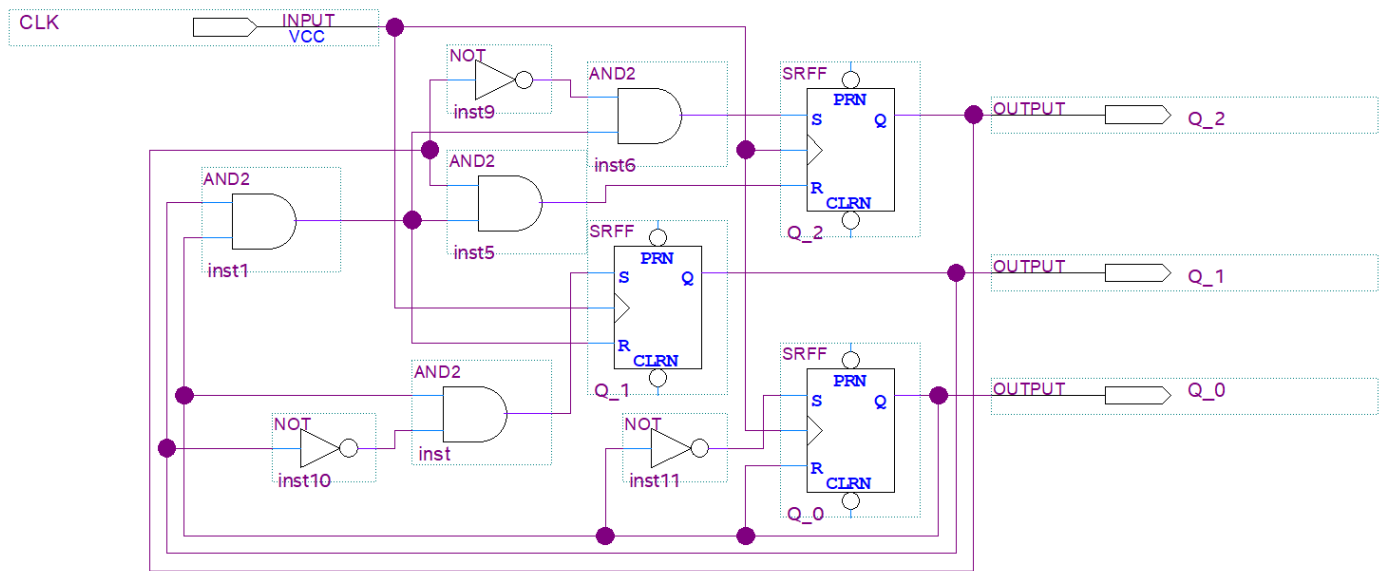 CLK
INPUT
VCC
NOT
inst9
AND2
inst6
SRFF
PRN
S
Q
R
CLRN
Q_2
OUTPUT
Q_2
AND2
inst1
AND2
inst5
SRFF
PRN
S
Q
R
CLRN
Q_1
OUTPUT
Q_1
AND2
inst
NOT
inst10
NOT
inst11
SRFF
PRN
S
Q
R
CLRN
Q_0
OUTPUT
Q_0